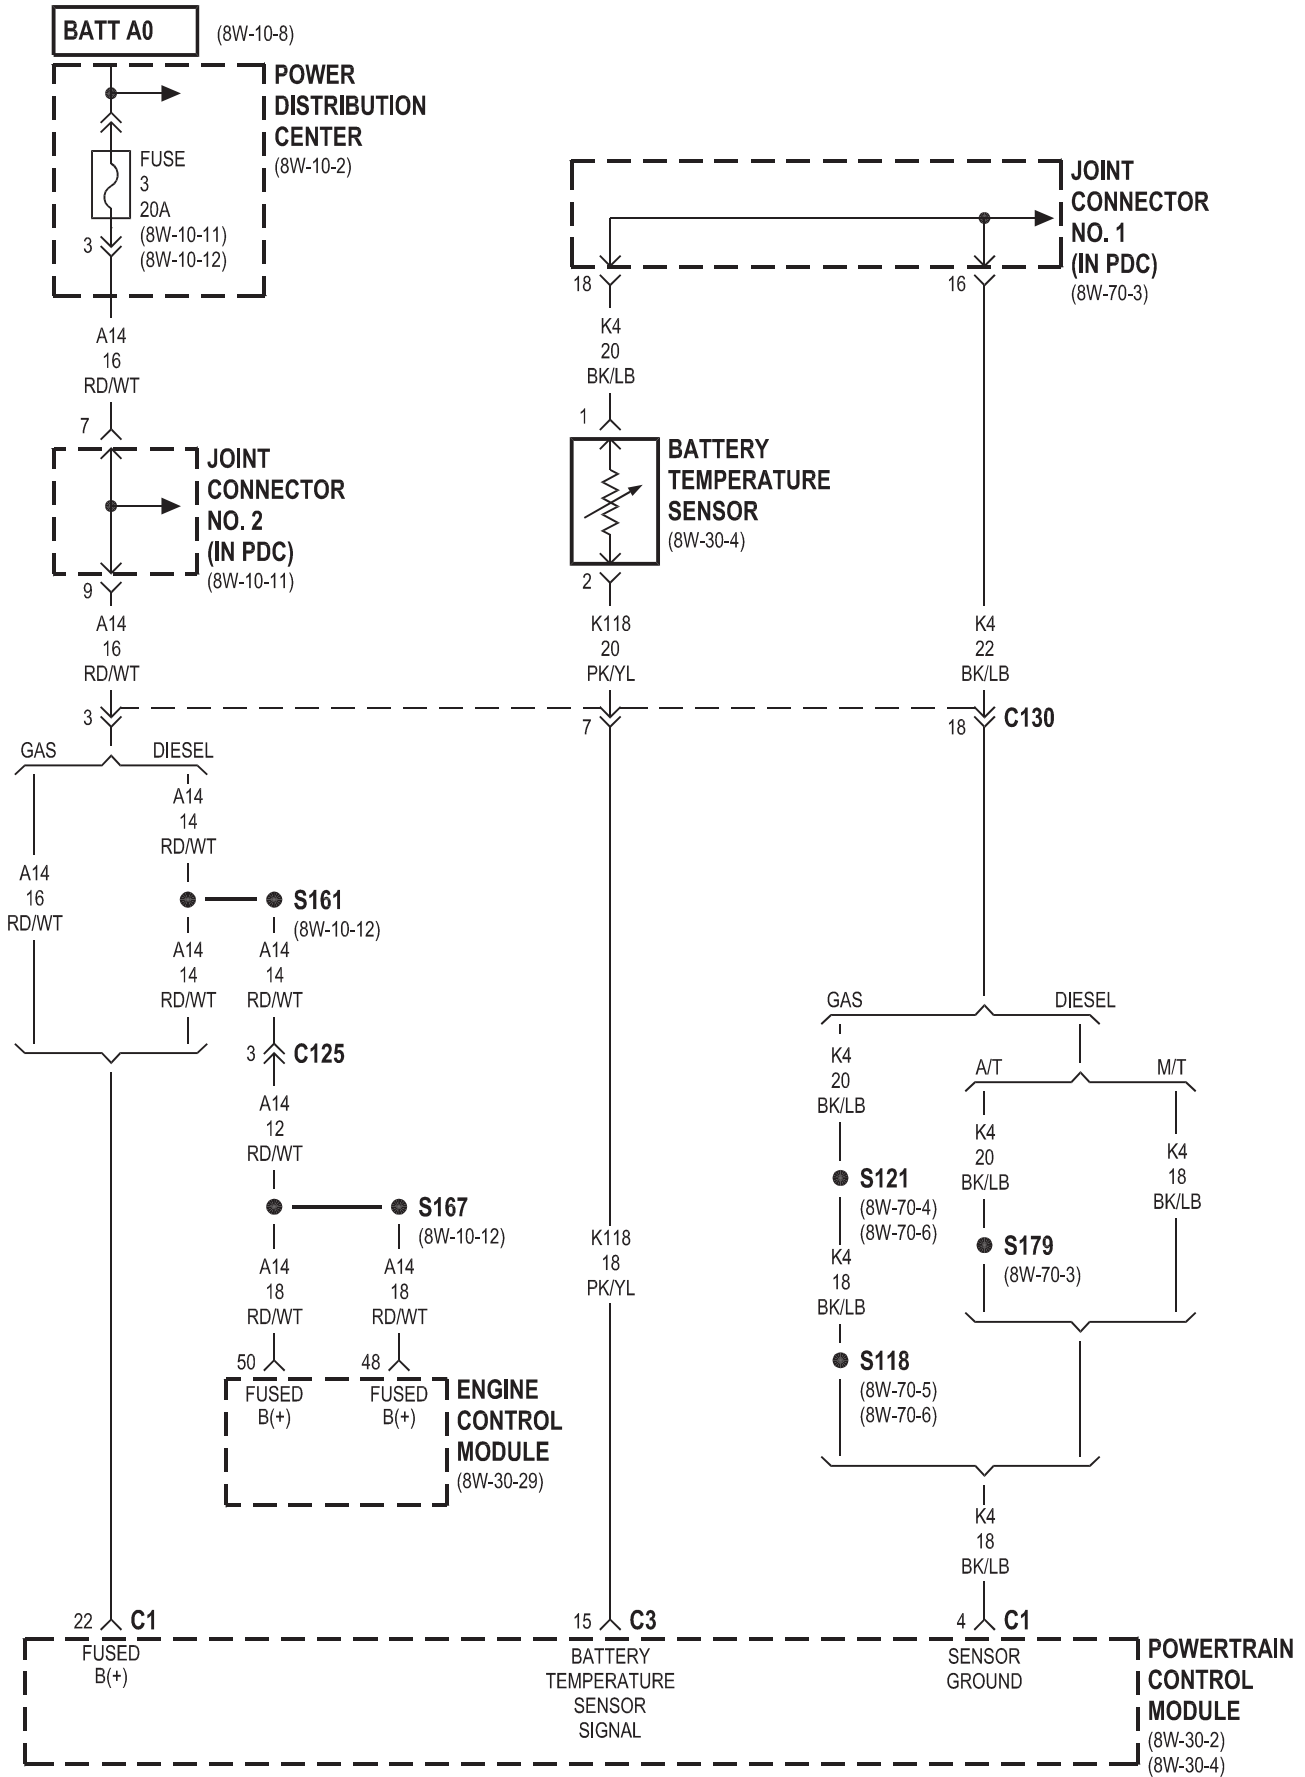 BATT A0
(8W-10-8)
POWER
DISTRIBUTION
CENTER
(8W-10-2)
FUSE
3
20A
(8W-10-11)
(8W-10-12)
3
A14
16
RD/WT
7
JOINT
CONNECTOR
NO. 2
(IN PDC)
(8W-10-11)
9
A14
16
RD/WT
3
JOINT
CONNECTOR
NO. 1
(IN PDC)
(8W-70-3)
18
16
K4
20
BK/LB
1
BATTERY
TEMPERATURE
SENSOR
(8W-30-4)
2
K118
20
PK/YL
7
K4
22
BK/LB
18
C130
GAS
DIESEL
A14
14
RD/WT
A14
16
RD/WT
S161
(8W-10-12)
A14
14
RD/WT
A14
14
RD/WT
3
C125
A14
12
RD/WT
S167
(8W-10-12)
A14
18
RD/WT
A14
18
RD/WT
50
48
FUSED
B(+)
FUSED
B(+)
ENGINE
CONTROL
MODULE
(8W-30-29)
K118
18
PK/YL
GAS
DIESEL
K4
20
BK/LB
A/T
M/T
K4
20
BK/LB
K4
18
BK/LB
S121
(8W-70-4)
(8W-70-6)
S179
(8W-70-3)
K4
18
BK/LB
S118
(8W-70-5)
(8W-70-6)
K4
18
BK/LB
22
C1
15
C3
4
C1
FUSED
B(+)
BATTERY
TEMPERATURE
SENSOR
SIGNAL
SENSOR
GROUND
POWERTRAIN
CONTROL
MODULE
(8W-30-2)
(8W-30-4)